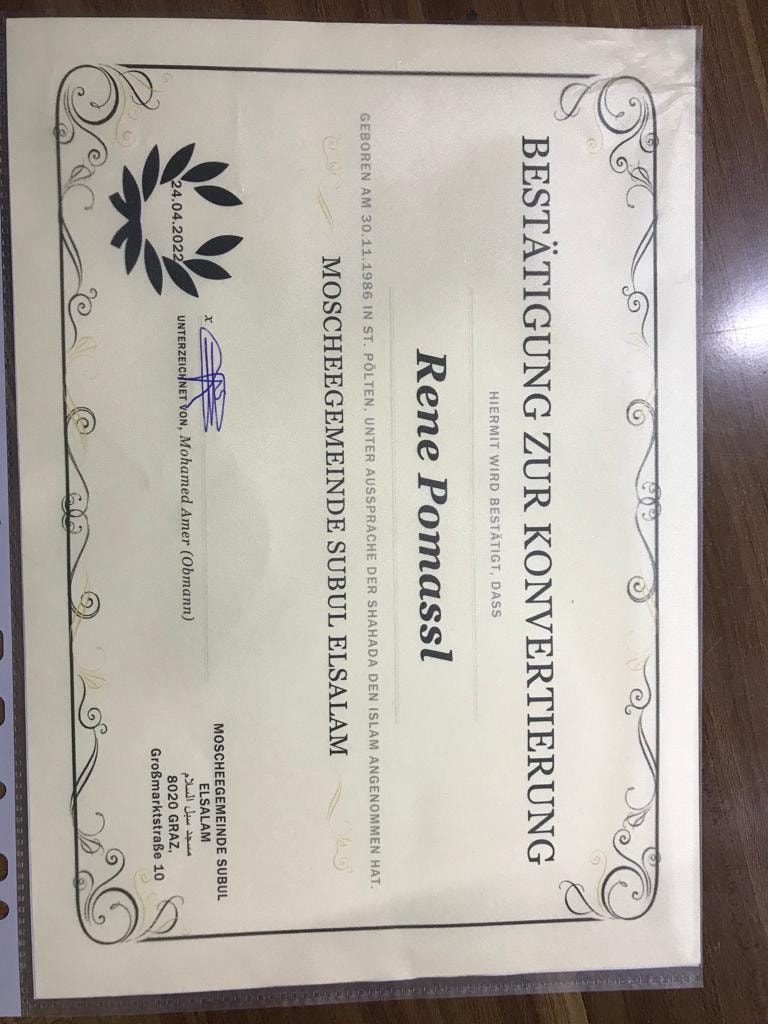 BESTÄTIGUNG ZUR KONVERTIERUNG
HIERMIT WIRD BESTÄTIGT, DASS
Rene Pomassl
GEBOREN AM 30.11.1986 IN ST. PÖLTEN, UNTER AUSSPRACHE DER SHAHADA DEN ISLAM ANGENOMMEN HAT.
MOSCHEEGEMEINDE SUBUL ELSALAM
24.04.2022
x
UNTERZEICHNET VON, Mohamed Amer (Obmann)
MOSCHEEGEMEINDE SUBUL
ELSALAM
مسجد سبل السلام
8020 GRAZ,
Großmarktstraße 10